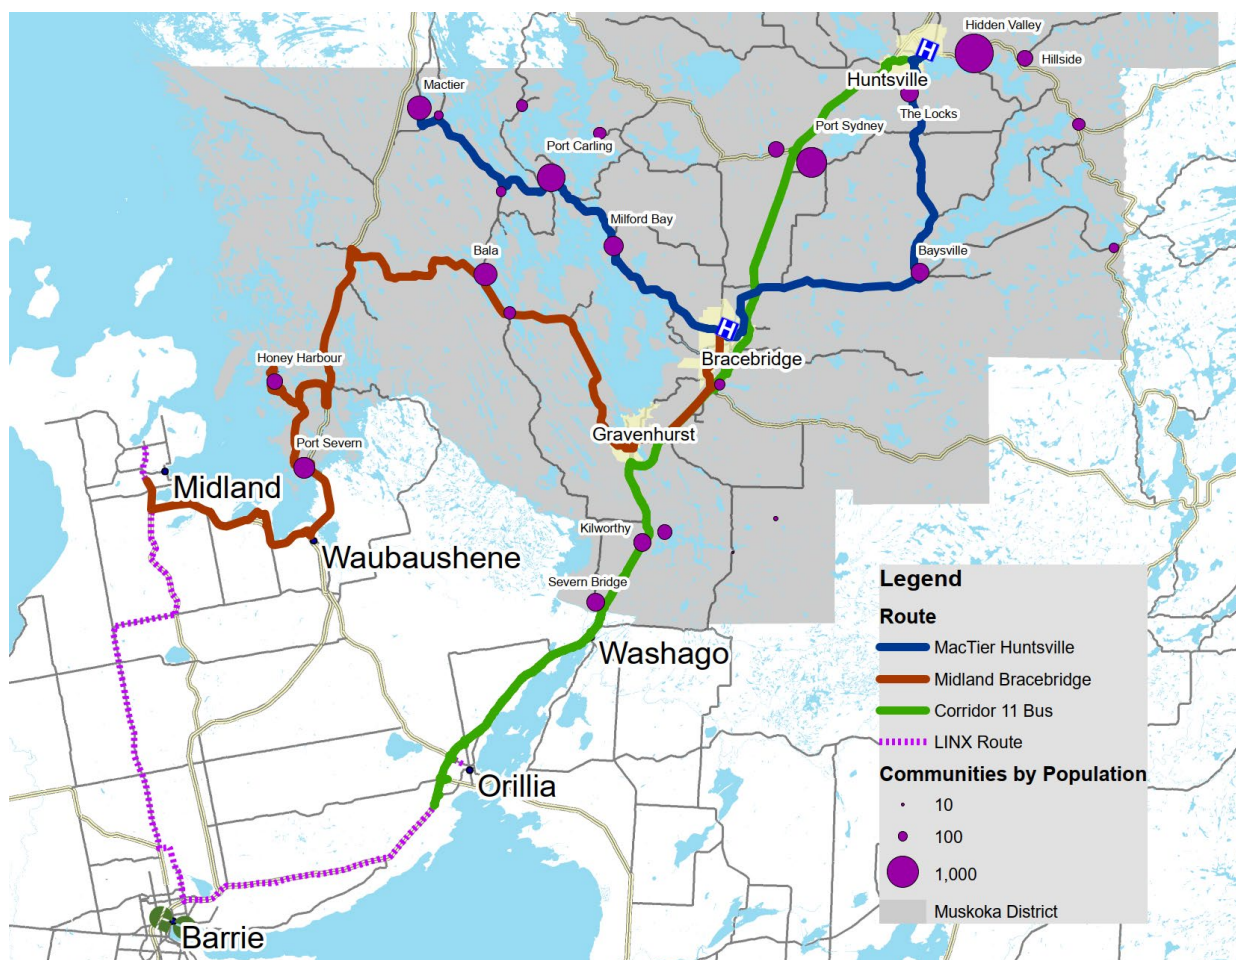 Hidden Valley
H
Hillside
Huntsville
Mactier
The Locks
Port Sydney
Port Carling
Milford Bay
Bala
Baysville
H
Honey Harbour
Bracebridge
Gravenhurst
Port Severn
Midland
Kilworthy
Waubaushene
Severn Bridge
Washago
Orillia
Barrie
Legend
Route
MacTier Huntsville
Midland Bracebridge
Corridor 11 Bus
LINX Route
Communities by Population
10
100
1,000
Muskoka District